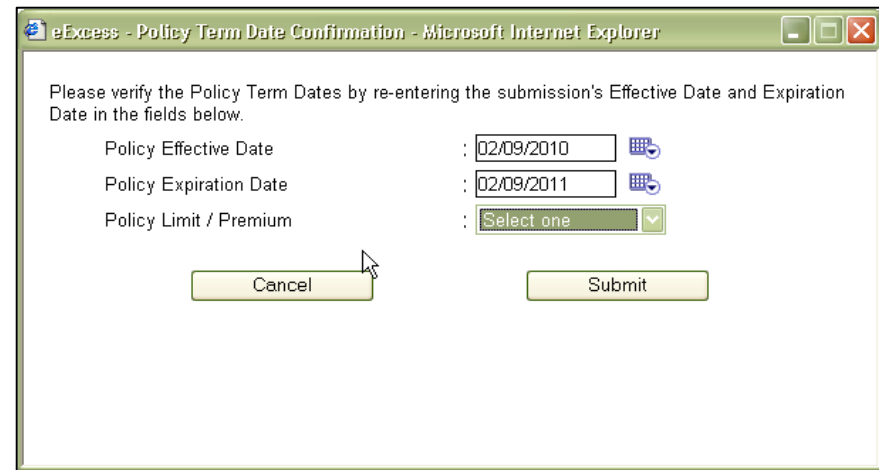 eExcess - Policy Term Date Confirmation - Microsoft Internet Explorer
Please verify the Policy Term Dates by re-entering the submission's Effective Date and Expiration
Date in the fields below.
Policy Effective Date : 02/09/2010
Policy Expiration Date : 02/09/2011
Policy Limit / Premium : Select one
Cancel Submit